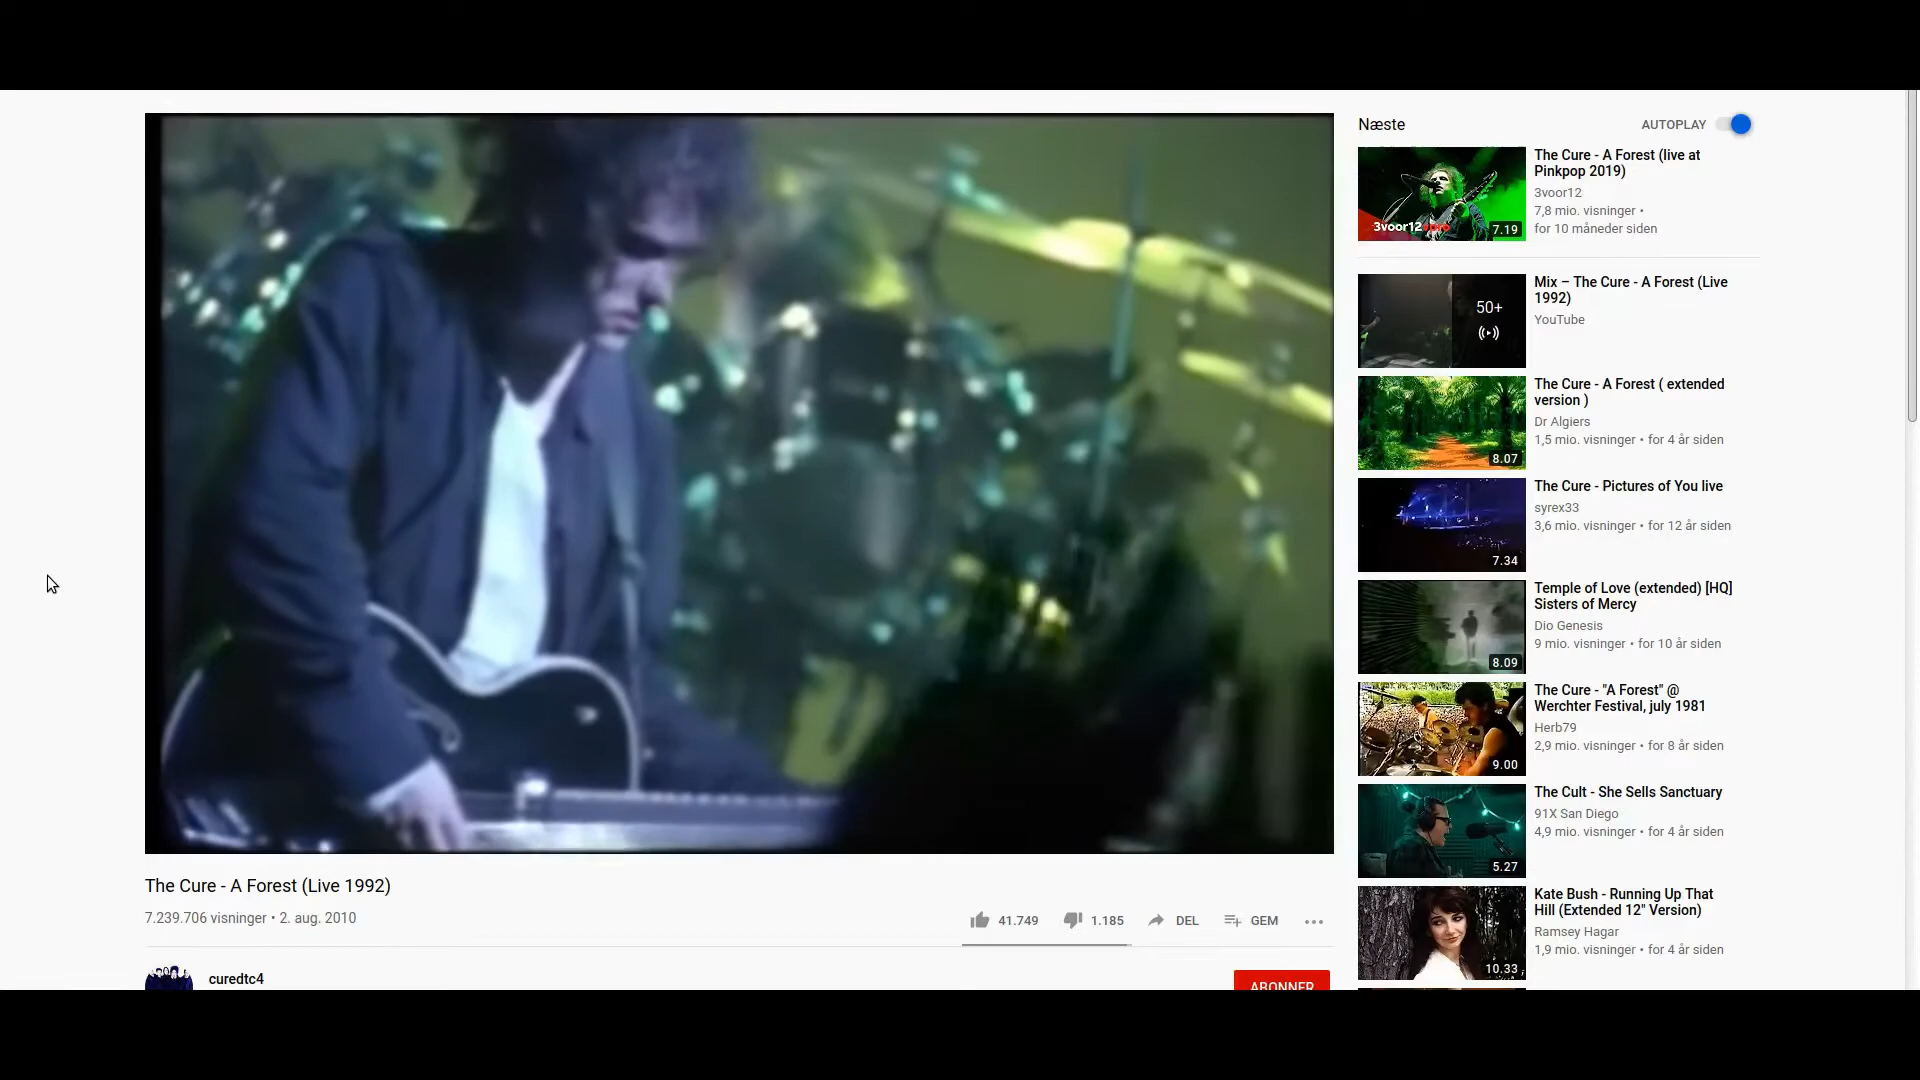 The Cure - A Forest (Live 1992)
7.239.706 visninger • 2. aug. 2010
41.749
1.185
DEL
GEM
curedtc4
ABONNER
Næste
AUTOPLAY
3voor12
7.19
The Cure - A Forest (live at
Pinkpop 2019)
3voor12
7,8 mio. visninger •
for 10 måneder siden
50+
Mix – The Cure - A Forest (Live
1992)
YouTube
8.07
The Cure - A Forest ( extended
version )
Dr Algiers
1,5 mio. visninger • for 4 år siden
7.34
The Cure - Pictures of You live
syrex33
3,6 mio. visninger • for 12 år siden
8.09
Temple of Love (extended) [HQ]
Sisters of Mercy
Dio Genesis
9 mio. visninger • for 10 år siden
9.00
The Cure - "A Forest" @
Werchter Festival, july 1981
Herb79
2,9 mio. visninger • for 8 år siden
5.27
The Cult - She Sells Sanctuary
91X San Diego
4,9 mio. visninger • for 4 år siden
10.33
Kate Bush - Running Up That
Hill (Extended 12" Version)
Ramsey Hagar
1,9 mio. visninger • for 4 år siden